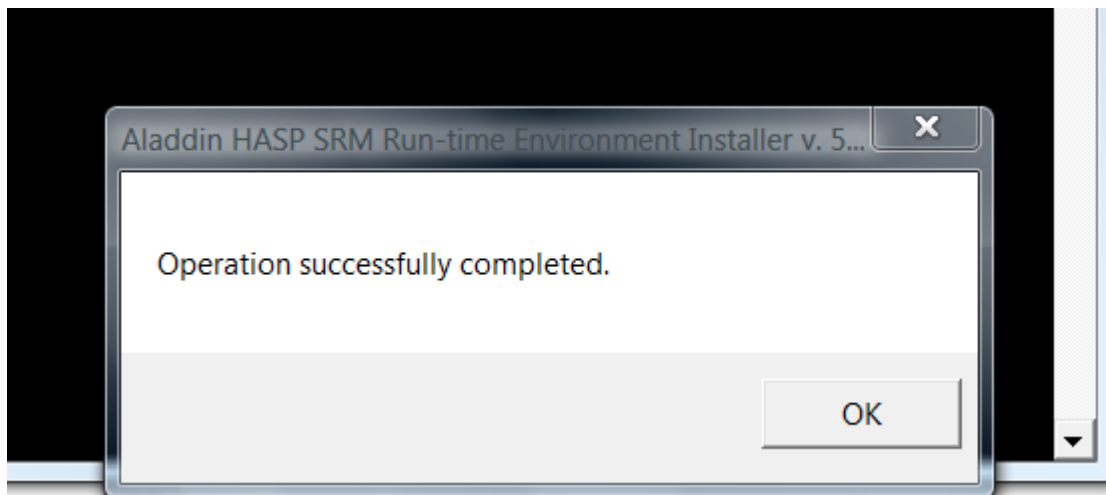 Aladdin HASP SRM Run-time Environment Installer v. 5...
Operation successfully completed.
OK